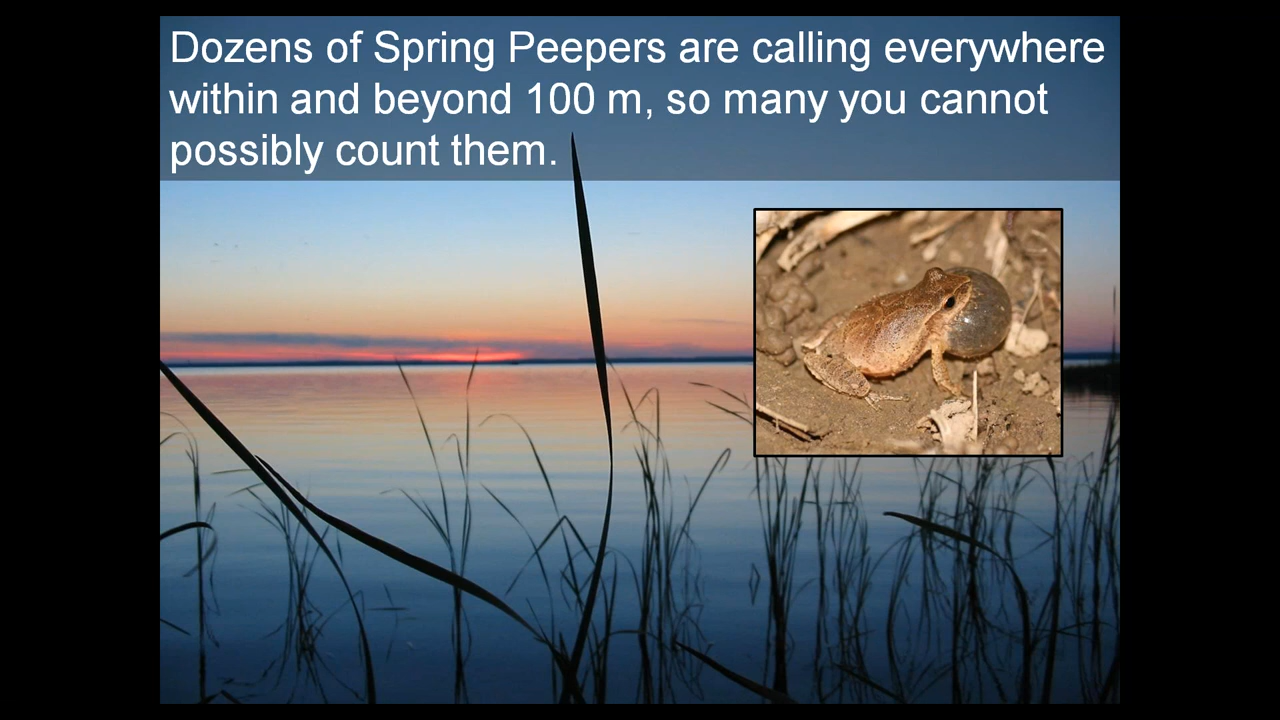 Dozens of Spring Peepers are calling everywhere
within and beyond 100 m, so many you cannot
possibly count them.